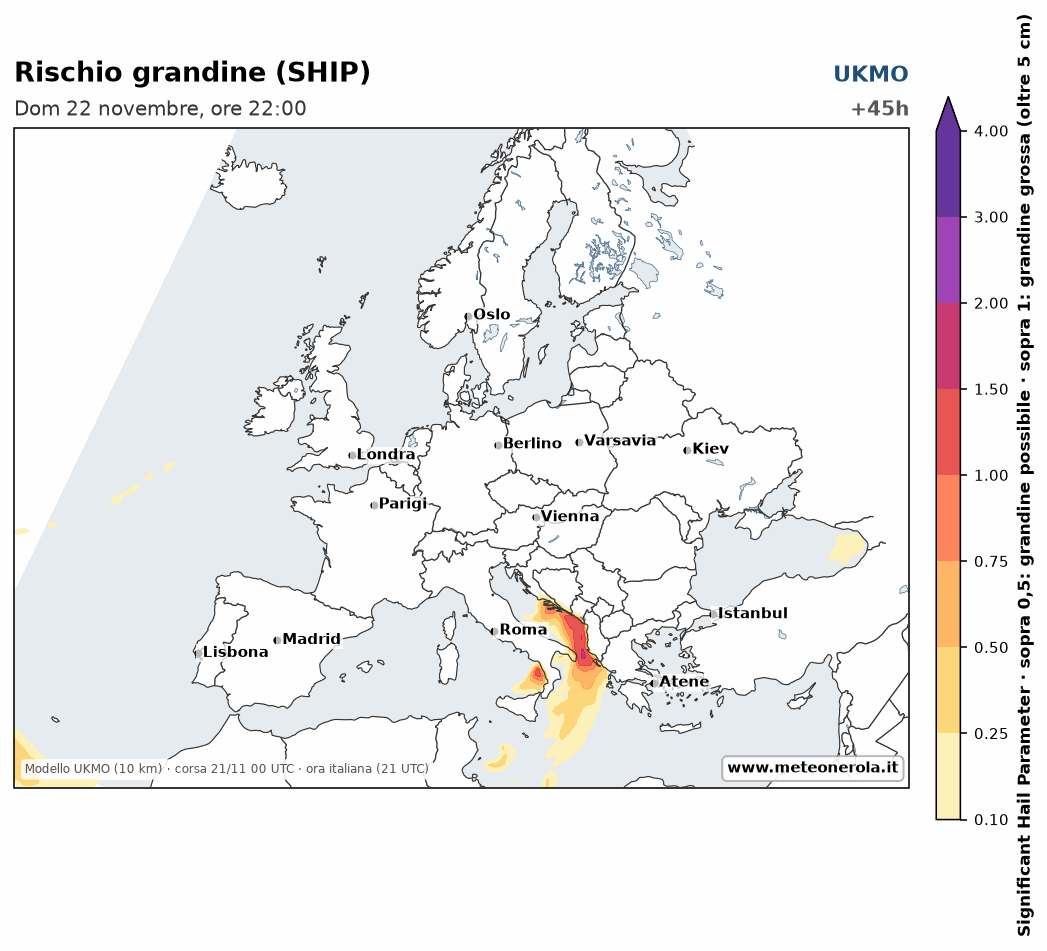 Rischio grandine (SHIP)
UKMO
Dom 22 novembre, ore 22:00
+45h
Oslo
Londra
Berlino
Varsavia
Kiev
Parigi
Vienna
Istanbul
Roma
Madrid
Lisbona
Atene
Modello UKMO (10 km) · corsa 21/11 00 UTC · ora italiana (21 UTC)
www.meteonerola.it
4.00
3.00
2.00
1.50
1.00
0.75
0.50
0.25
0.10
Significant Hail Parameter · sopra 0,5: grandine possibile · sopra 1: grandine grossa (oltre 5 cm)